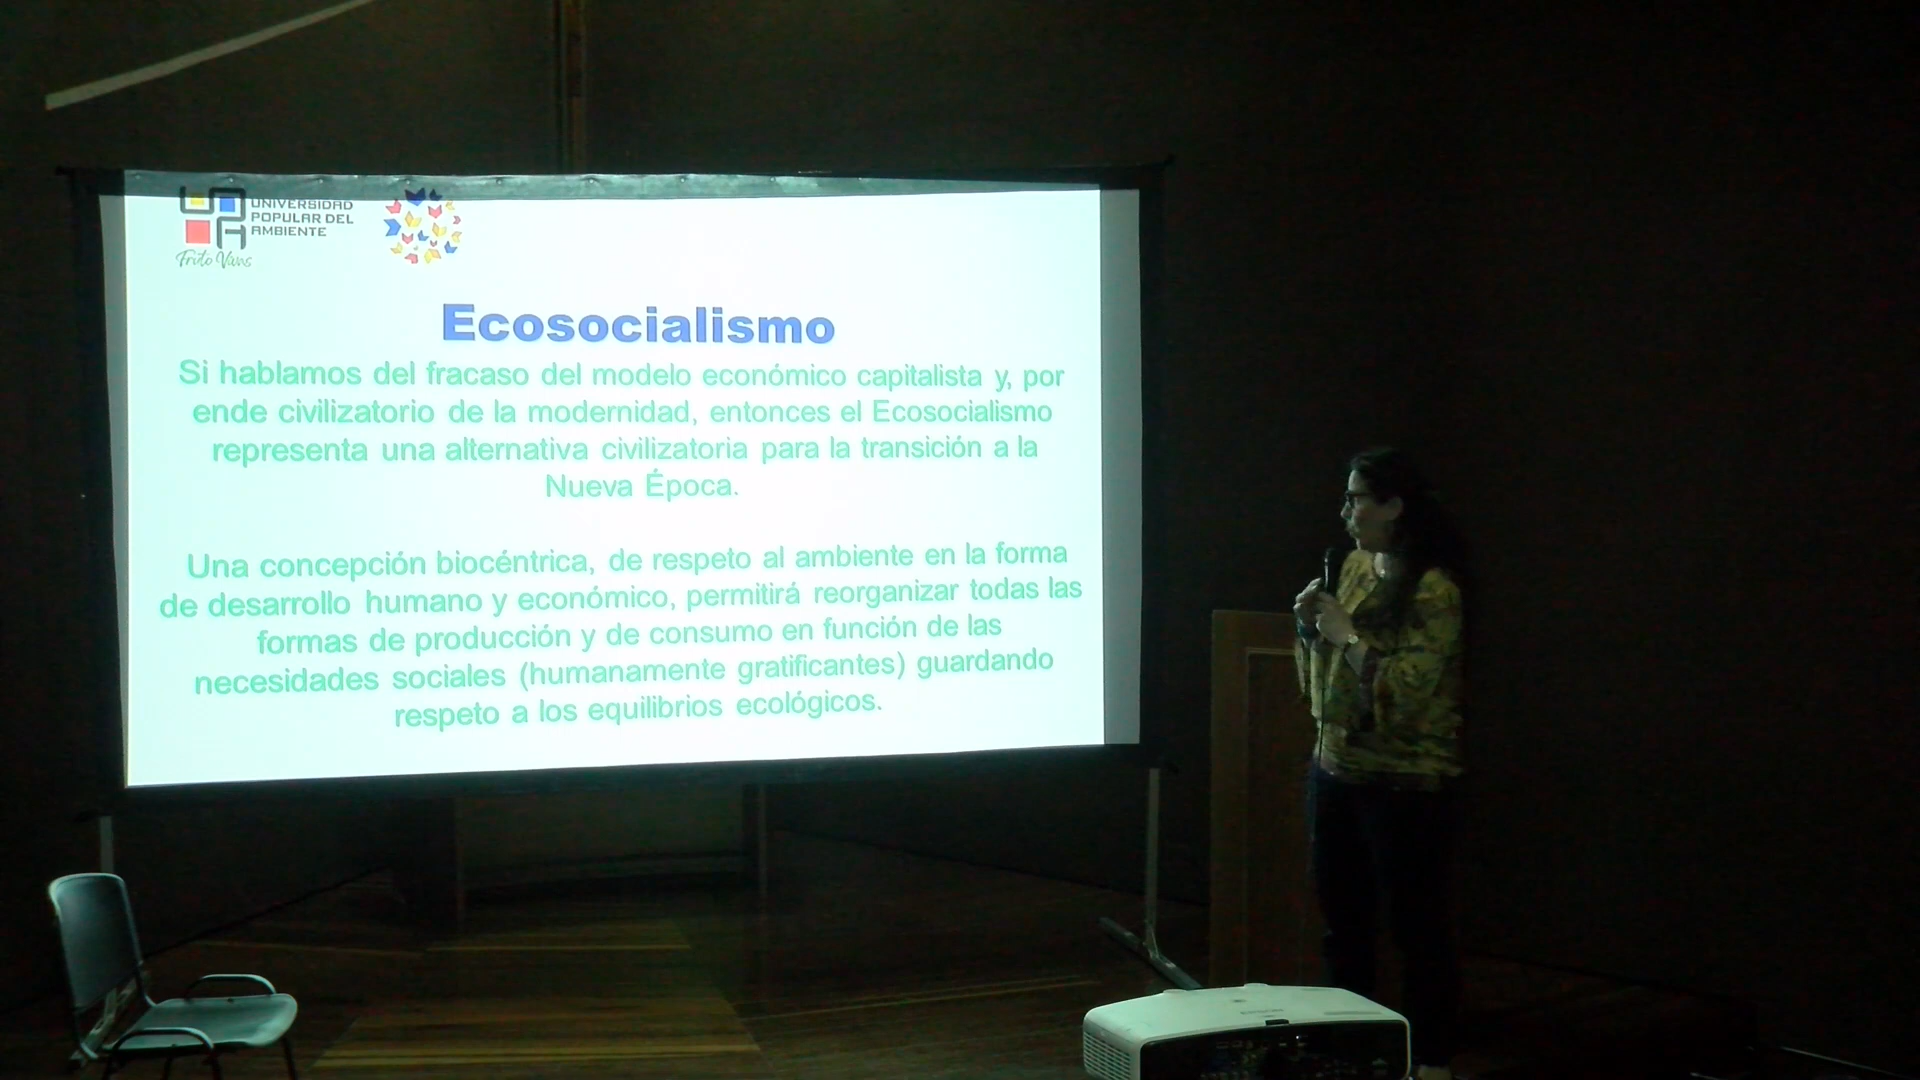 UNIVERSIDAD
POPULAR DEL
AMBIENTE
Fruto Vivas
Ecosocialismo
Si hablamos del fracaso del modelo económico capitalista y, por
ende civilizatorio de la modernidad, entonces el Ecosocialismo
representa una alternativa civilizatoria para la transición a la
Nueva Época.
Una concepción biocéntrica, de respeto al ambiente en la forma
de desarrollo humano y económico, permitirá reorganizar todas las
formas de producción y de consumo en función de las
necesidades sociales (humanamente gratificantes) guardando
respeto a los equilibrios ecológicos.